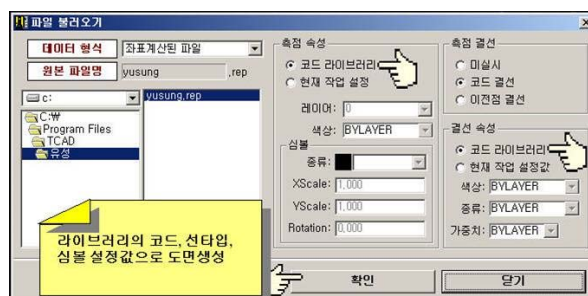 파일 불러오기
데이터 형식 좌표계산된 파일
원본 파일명 yusung .rep
c:
C:₩
Program Files
TCAD
유성
yusung.rep
측점 속성
코드 라이브러리
현재 작업 설정
레이어: 0
색상: BYLAYER
심볼
종류:
XScale: 1,000
YScale: 1,000
Rotation: 0,000
측점 결선
미실시
코드 결선
이전점 결선
결선 속성
코드 라이브러리
현재 작업 설정값
색상: BYLAYER
종류: BYLAYER
가중치: BYLAYER
라이브러리의 코드, 선타입,
심볼 설정값으로 도면생성
확인
닫기